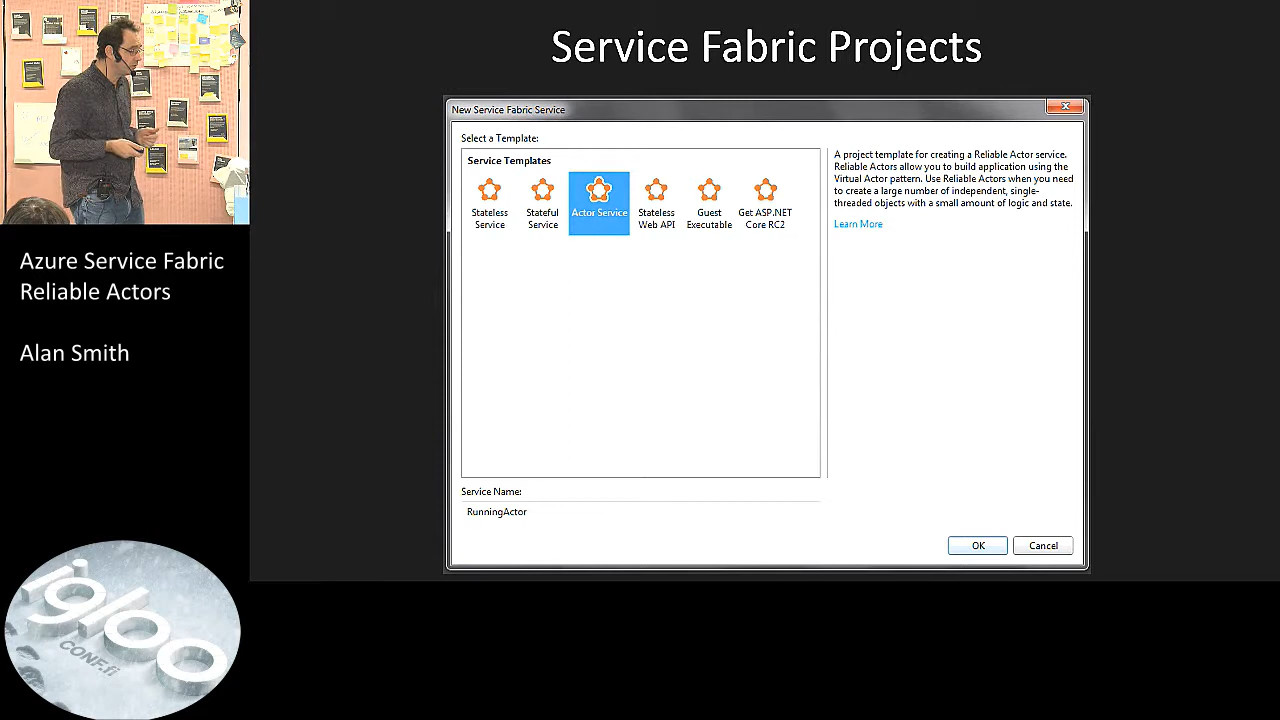 Service Fabric Projects
New Service Fabric Service
Select a Template:
Service Templates
Stateless
Service
Stateful
Service
Actor Service
Stateless
Web API
Guest
Executable
Get ASP.NET
Core RC2
A project template for creating a Reliable Actor service.
Reliable Actors allow you to build application using the
Virtual Actor pattern. Use Reliable Actors when you need
to create a large number of independent, single-
threaded objects with a small amount of logic and state.
Learn More
Service Name:
RunningActor
OK
Cancel
Azure Service Fabric
Reliable Actors
Alan Smith
igloo
CONF.fi